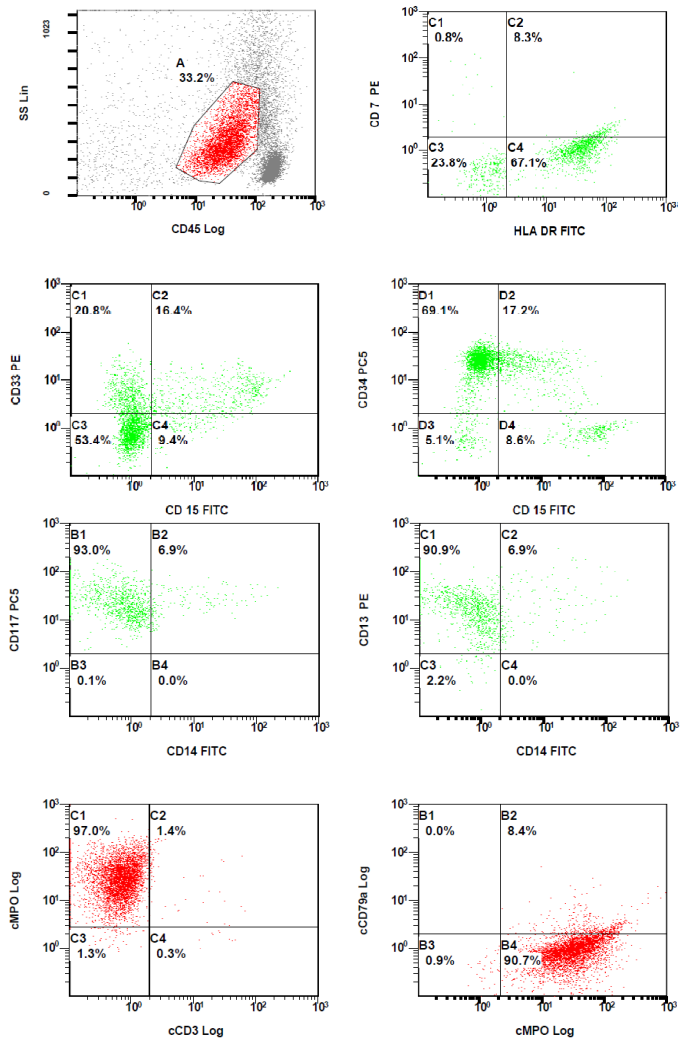 1023
SS Lin
0
A
33.2%
10⁰ 10¹ 10² 10³
CD45 Log
10³
10²
10¹
10⁰
CD 7 PE
C1 C2
0.8% 8.3%
C3 C4
23.8% 67.1%
10⁰ 10¹ 10² 10³
HLA DR FITC
10³
10²
10¹
10⁰
CD33 PE
C1 C2
20.8% 16.4%
C3 C4
53.4% 9.4%
10⁰ 10¹ 10² 10³
CD 15 FITC
10³
10²
10¹
10⁰
CD34 PC5
D1 D2
69.1% 17.2%
D3 D4
5.1% 8.6%
10⁰ 10¹ 10² 10³
CD 15 FITC
10³
10²
10¹
10⁰
CD117 PC5
B1 B2
93.0% 6.9%
B3 B4
0.1% 0.0%
10⁰ 10¹ 10² 10³
CD14 FITC
10³
10²
10¹
10⁰
CD13 PE
C1 C2
90.9% 6.9%
C3 C4
2.2% 0.0%
10⁰ 10¹ 10² 10³
CD14 FITC
10³
10²
10¹
10⁰
cMPO Log
C1 C2
97.0% 1.4%
C3 C4
1.3% 0.3%
10⁰ 10¹ 10² 10³
cCD3 Log
10³
10²
10¹
10⁰
cCD79a Log
B1 B2
0.0% 8.4%
B3 B4
0.9% 90.7%
10⁰ 10¹ 10² 10³
cMPO Log